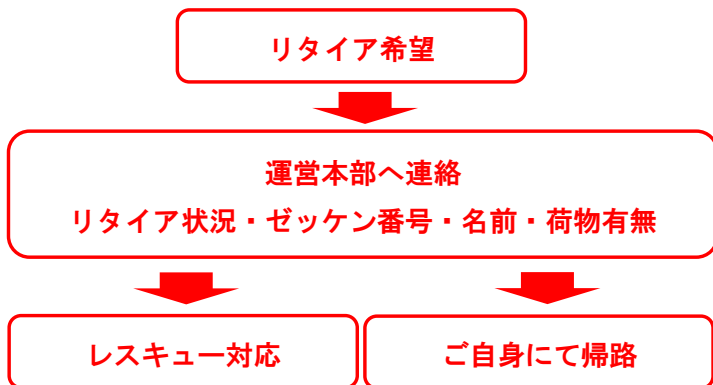 リタイア希望
運営本部へ連絡
リタイア状況・ゼッケン番号・名前・荷物有無
レスキュー対応
ご自身にて帰路